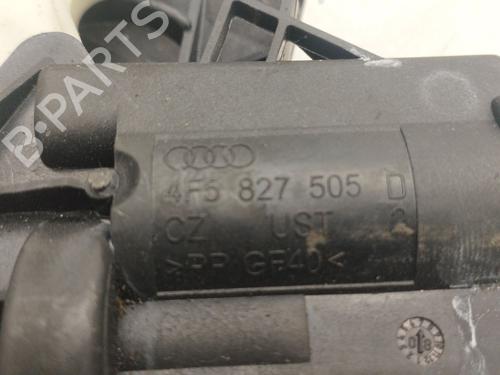 B-PARTS
4F5 827 505 D
CZ UST 2
>PP GF40<